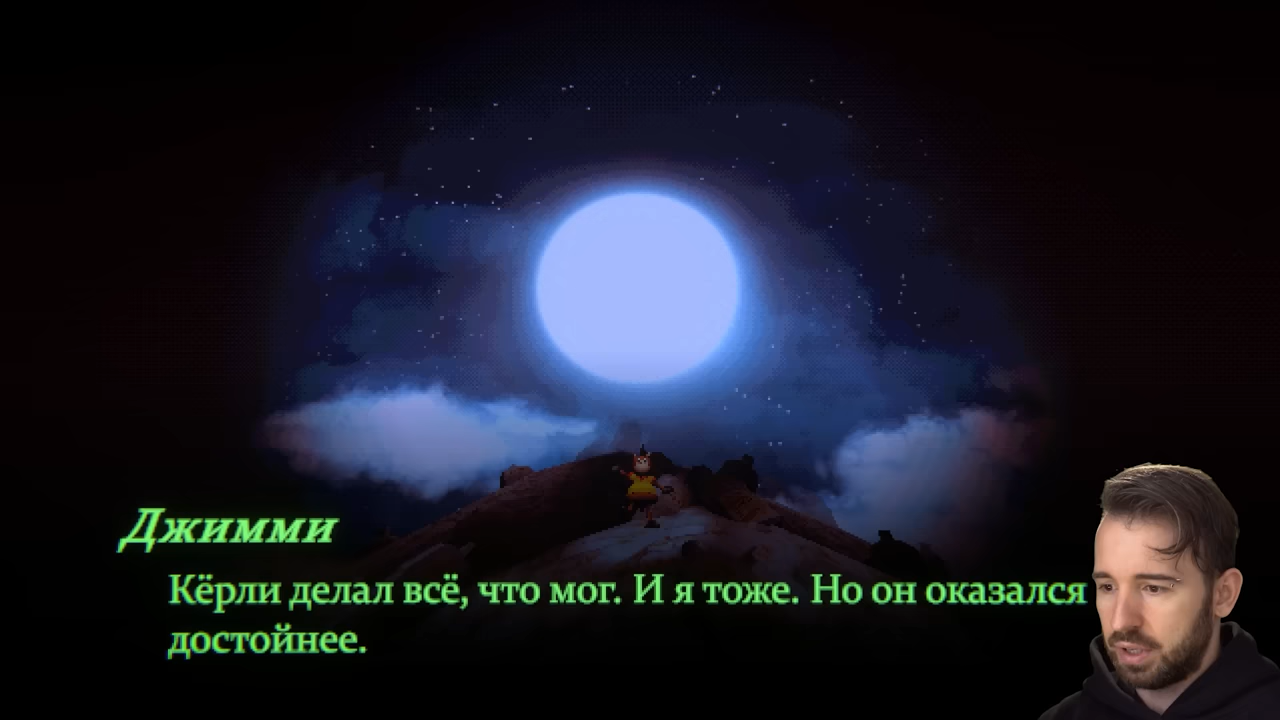 Джимми
Кёрли делал всё, что мог. И я тоже. Но он оказался
достойнее.